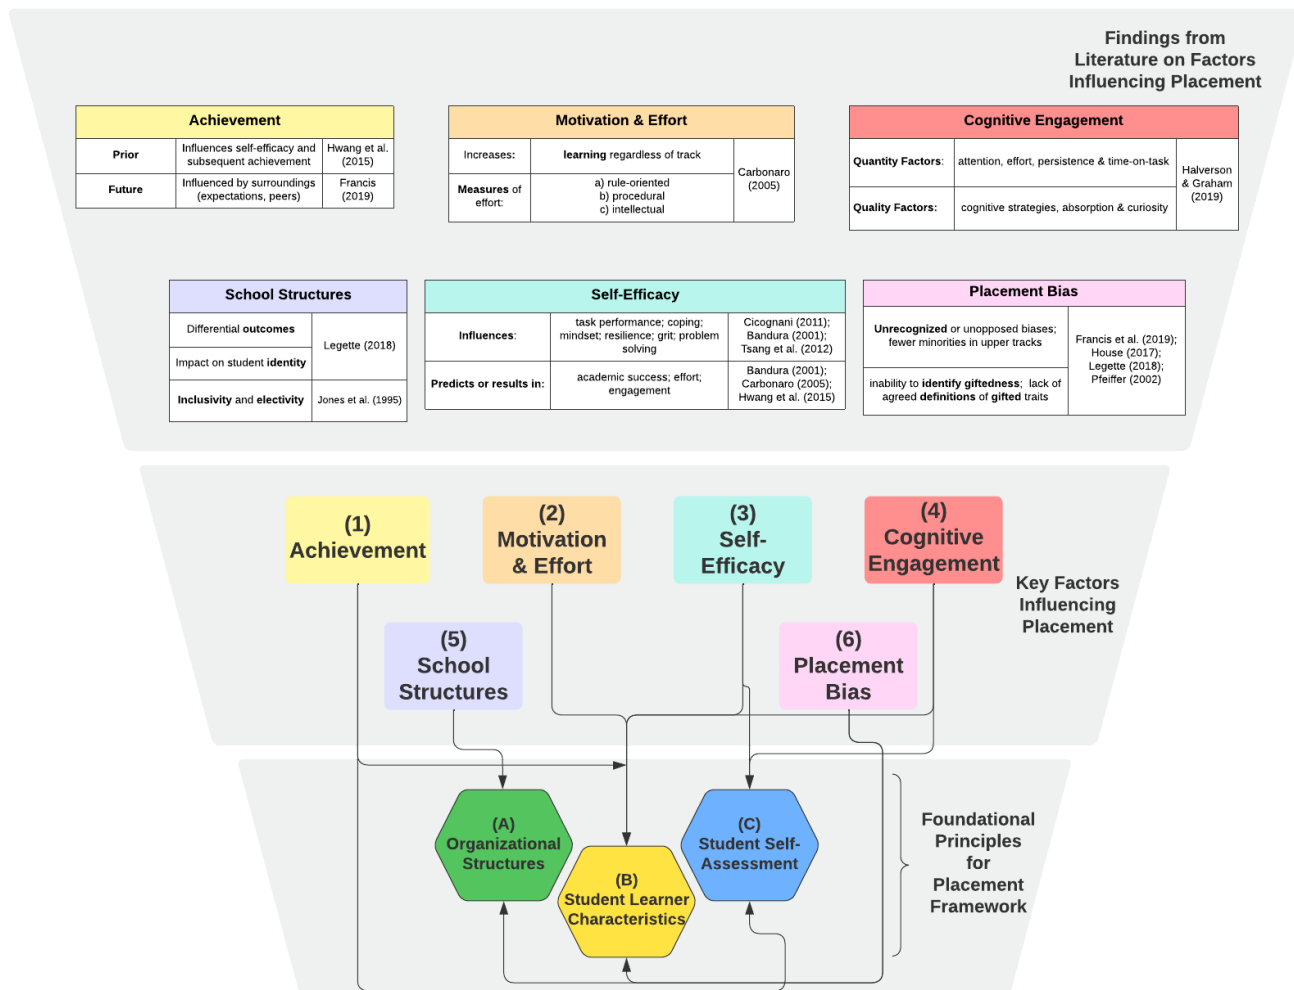 Findings from
Literature on Factors
Influencing Placement
Achievement
Prior
Influences self-efficacy and
subsequent achievement
Hwang et al.
(2015)
Future
Influenced by surroundings
(expectations, peers)
Francis
(2019)
Motivation & Effort
Increases:
learning regardless of track
Measures of
effort:
a) rule-oriented
b) procedural
c) intellectual
Carbonaro
(2005)
Cognitive Engagement
Quantity Factors:
attention, effort, persistence & time-on-task
Quality Factors:
cognitive strategies, absorption & curiosity
Halverson
& Graham
(2019)
School Structures
Differential outcomes
Impact on student identity
Legette (2018)
Inclusivity and electivity
Jones et al. (1995)
Self-Efficacy
Influences:
task performance; coping;
mindset; resilience; grit; problem
solving
Cicognani (2011);
Bandura (2001);
Tsang et al. (2012)
Predicts or results in:
academic success; effort;
engagement
Bandura (2001);
Carbonaro (2005);
Hwang et al. (2015)
Placement Bias
Unrecognized or unopposed biases;
fewer minorities in upper tracks
inability to identify giftedness; lack of
agreed definitions of gifted traits
Francis et al. (2019);
House (2017);
Legette (2018);
Pfeiffer (2002)
(1)
Achievement
(2)
Motivation
& Effort
(3)
Self-
Efficacy
(4)
Cognitive
Engagement
Key Factors
Influencing
Placement
(5)
School
Structures
(6)
Placement
Bias
(A)
Organizational
Structures
(B)
Student Learner
Characteristics
(C)
Student Self-
Assessment
Foundational
Principles
for
Placement
Framework